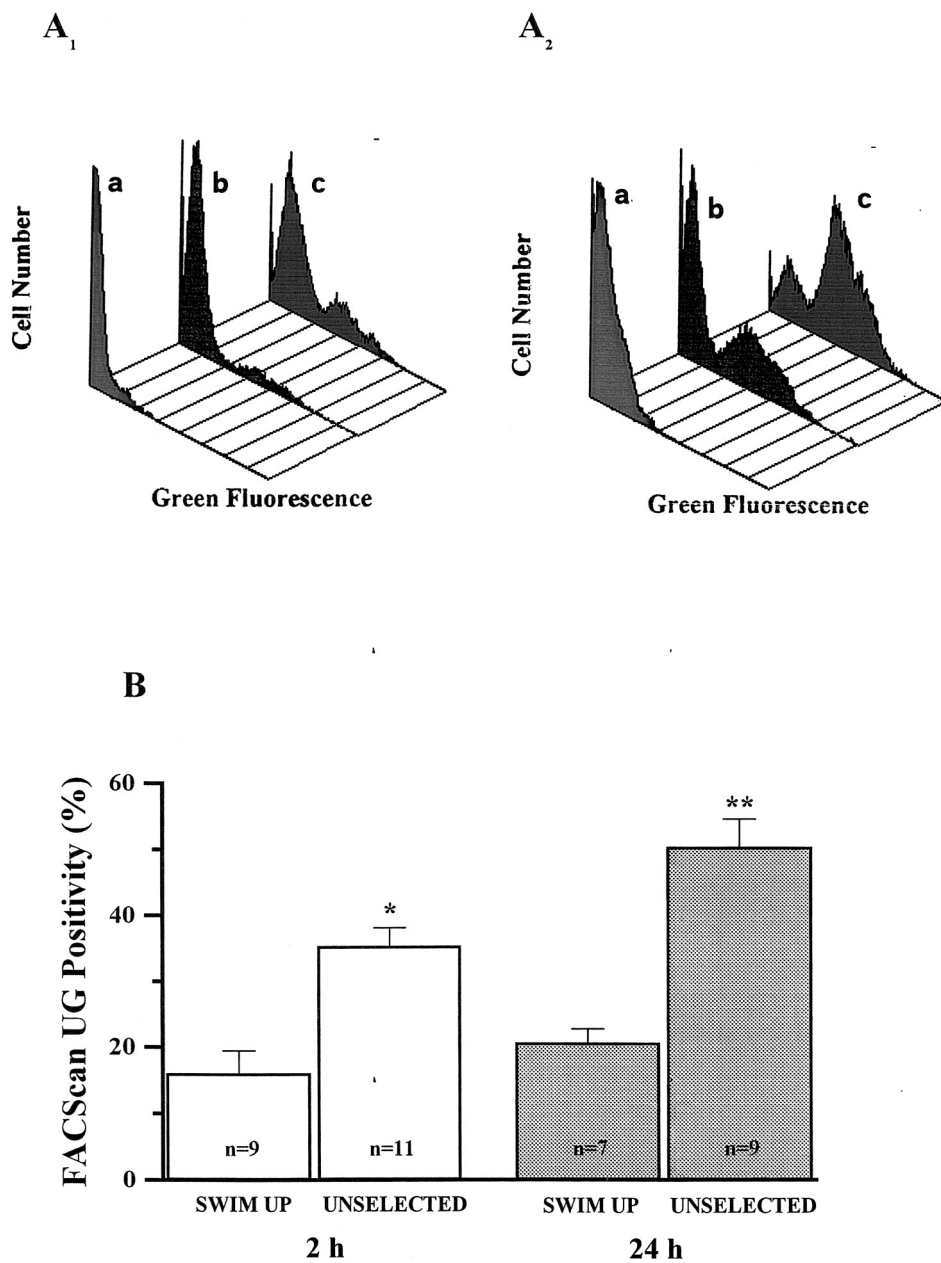 A1
A2
a
b
c
a
b
c
Cell Number
Cell Number
Green Fluorescence
Green Fluorescence
B
FACScan UG Positivity (%)
60
40
20
0
*
**
n=9
n=11
n=7
n=9
SWIM UP
UNSELECTED
SWIM UP
UNSELECTED
2 h
24 h